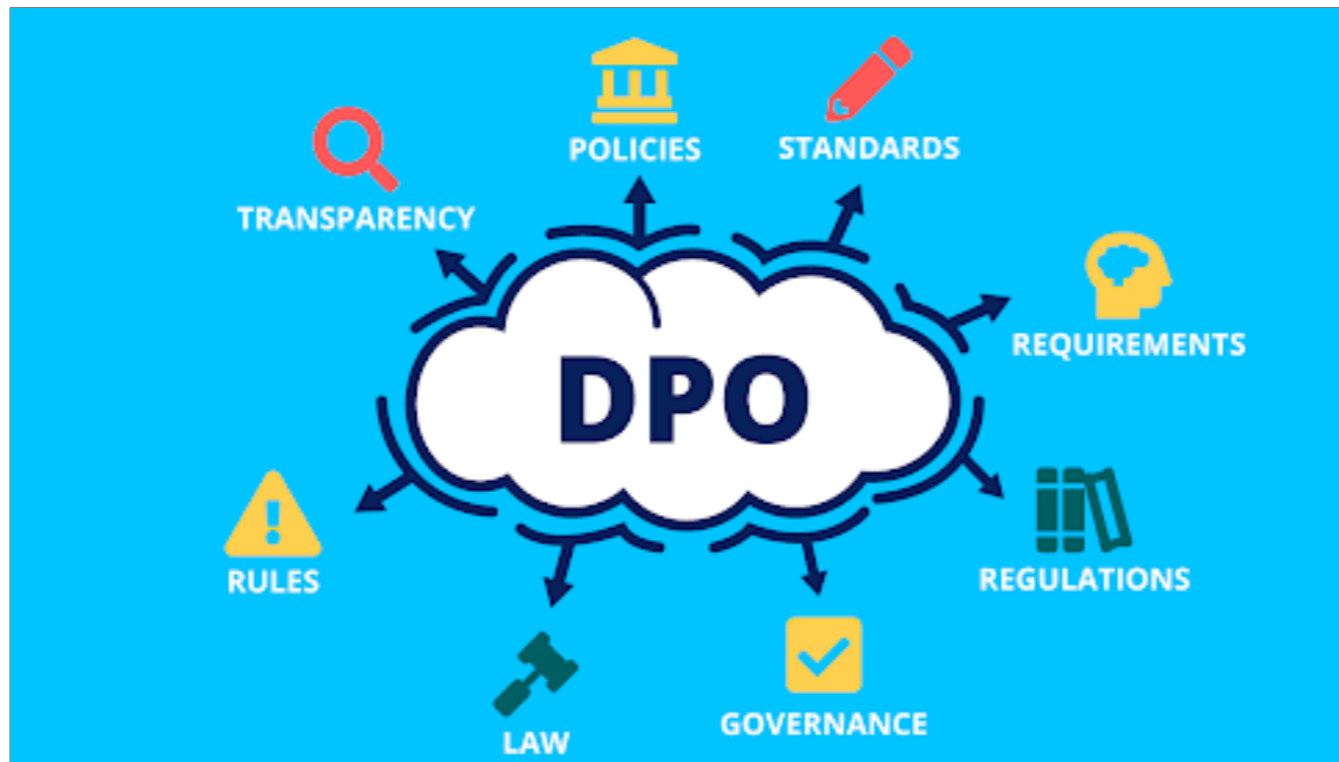 POLICIES
STANDARDS
TRANSPARENCY
REQUIREMENTS
DPO
RULES
REGULATIONS
LAW
GOVERNANCE